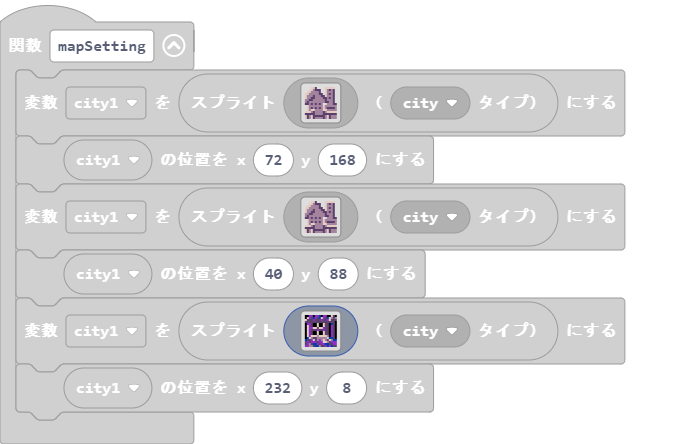 関数 mapSetting
変数 city1 を スプライト ( city タイプ) にする
city1 の位置を x 72 y 168 にする
変数 city1 を スプライト ( city タイプ) にする
city1 の位置を x 40 y 88 にする
変数 city1 を スプライト ( city タイプ) にする
city1 の位置を x 232 y 8 にする